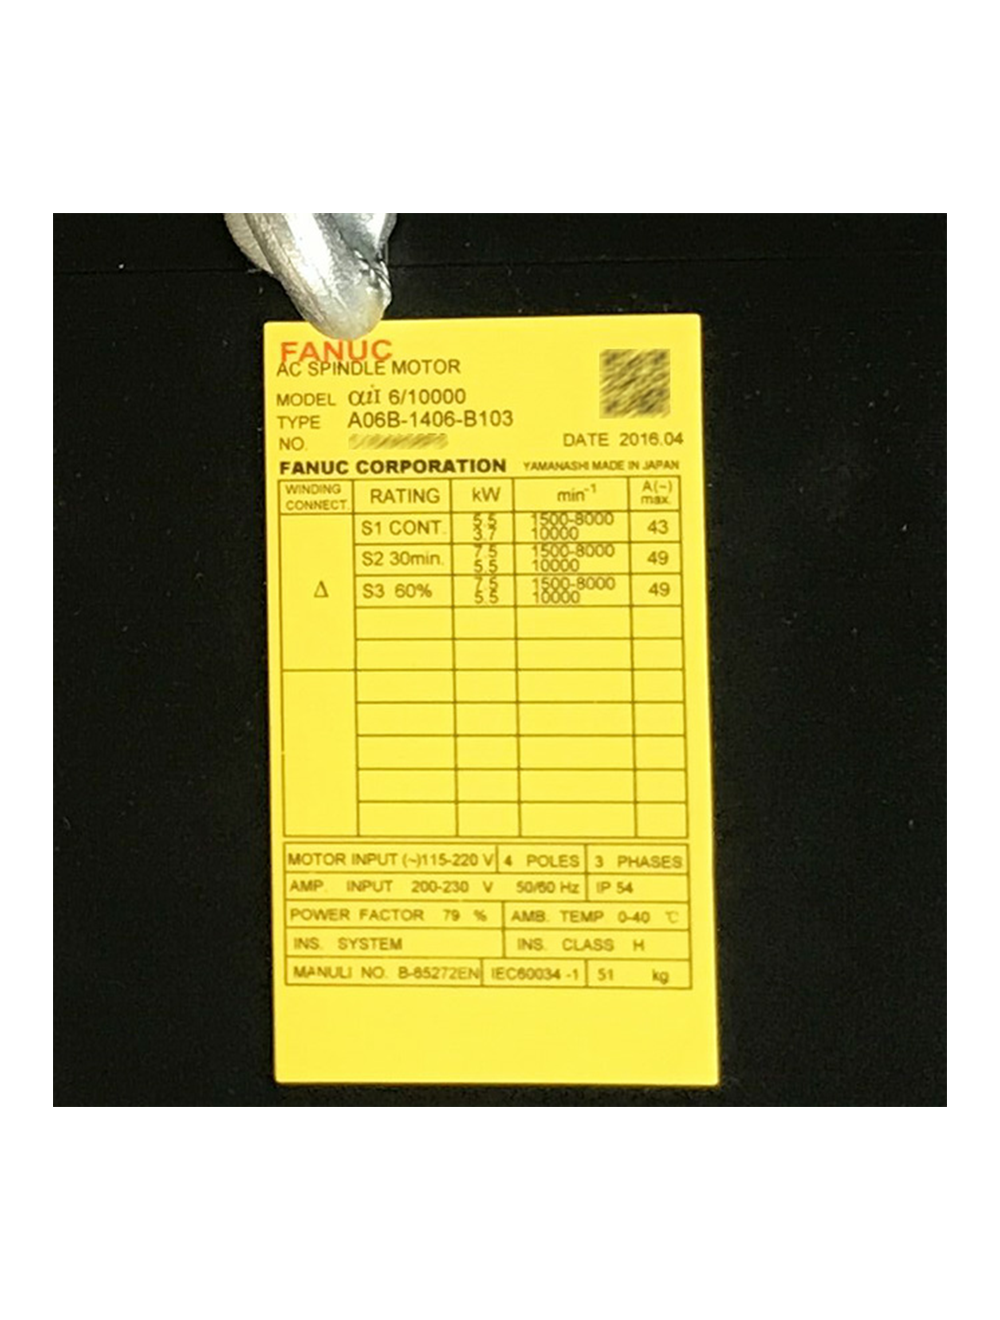 FANUC
AC SPINDLE MOTOR
MODEL αiI 6/10000
TYPE A06B-1406-B103
NO.
DATE 2016.04
FANUC CORPORATION YAMANASHI MADE IN JAPAN
WINDING CONNECT. RATING kW min⁻¹ A(~) max.
S1 CONT. 5.5 1500-8000 43
3.7 10000
S2 30min. 7.5 1500-8000 49
5.5 10000
Δ S3 60% 7.5 1500-8000 49
5.5 10000
MOTOR INPUT (~)115-220 V 4 POLES 3 PHASES
AMP. INPUT 200-230 V 50/60 Hz IP 54
POWER FACTOR 79 % AMB. TEMP 0-40 ℃
INS. SYSTEM INS. CLASS H
MANULI NO. B-65272EN IEC60034 -1 51 kg